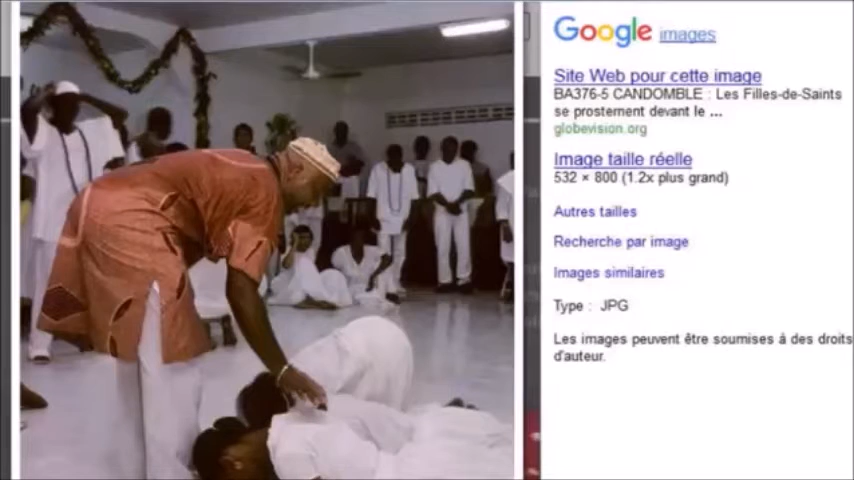 Google images
Site Web pour cette image
BA376-5 CANDOMBLE : Les Filles-de-Saints
se prosternent devant le ...
globevision.org
Image taille réelle
532 × 800 (1.2x plus grand)
Autres tailles
Recherche par image
Images similaires
Type : JPG
Les images peuvent être soumises à des droits
d'auteur.